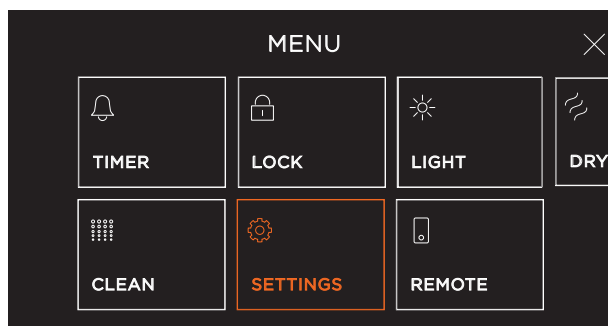 MENU
TIMER
LOCK
LIGHT
DRY
CLEAN
SETTINGS
REMOTE